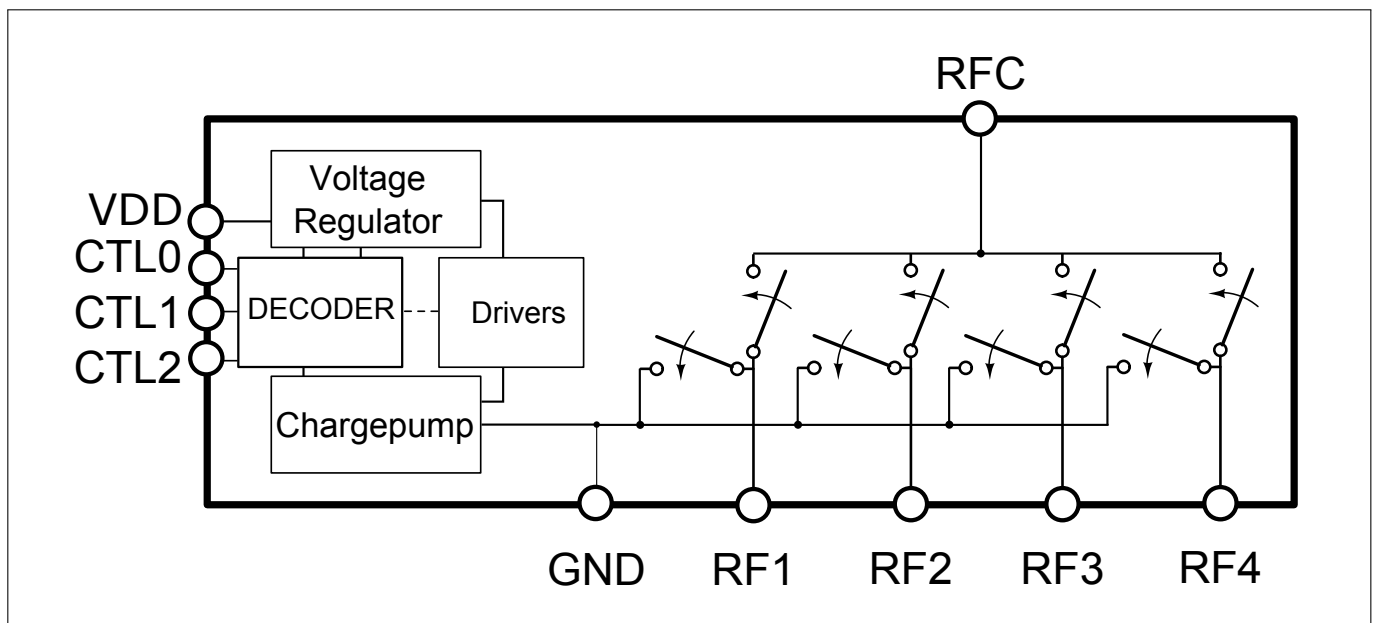 RFC
Voltage
Regulator
VDD
CTL0
CTL1
CTL2
DECODER
Drivers
Chargepump
GND
RF1
RF2
RF3
RF4